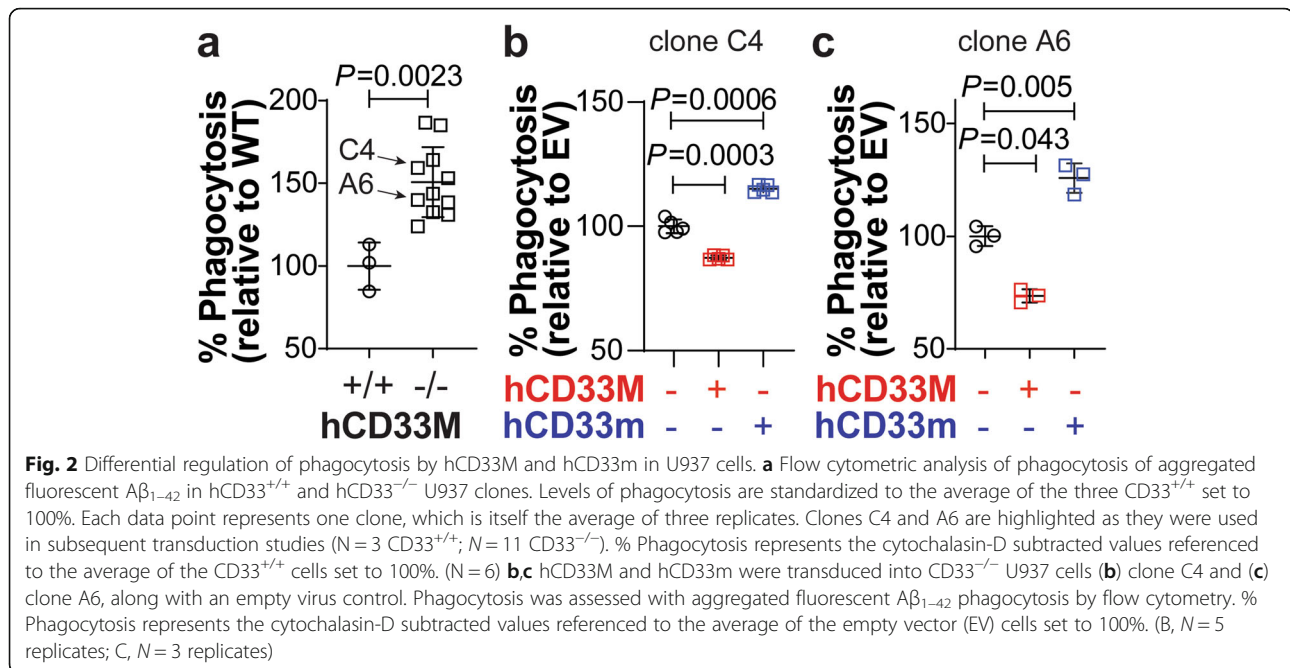 a
P=0.0023
% Phagocytosis
(relative to WT)
200
150
100
50
C4
A6
+/+ -/-
hCD33M
b
clone C4
P=0.0006
P=0.0003
% Phagocytosis
(relative to EV)
150
100
50
hCD33M - + -
hCD33m - - +
c
clone A6
P=0.005
P=0.043
% Phagocytosis
(relative to EV)
150
100
50
hCD33M - + -
hCD33m - - +
Fig. 2 Differential regulation of phagocytosis by hCD33M and hCD33m in U937 cells. a Flow cytometric analysis of phagocytosis of aggregated
fluorescent Aβ₁₋₄₂ in hCD33⁺/⁺ and hCD33⁻/⁻ U937 clones. Levels of phagocytosis are standardized to the average of the three CD33⁺/⁺ set to
100%. Each data point represents one clone, which is itself the average of three replicates. Clones C4 and A6 are highlighted as they were used
in subsequent transduction studies (N = 3 CD33⁺/⁺; N = 11 CD33⁻/⁻). % Phagocytosis represents the cytochalasin-D subtracted values referenced
to the average of the CD33⁺/⁺ cells set to 100%. (N = 6) b,c hCD33M and hCD33m were transduced into CD33⁻/⁻ U937 cells (b) clone C4 and (c)
clone A6, along with an empty virus control. Phagocytosis was assessed with aggregated fluorescent Aβ₁₋₄₂ phagocytosis by flow cytometry. %
Phagocytosis represents the cytochalasin-D subtracted values referenced to the average of the empty vector (EV) cells set to 100%. (B, N = 5
replicates; C, N = 3 replicates)